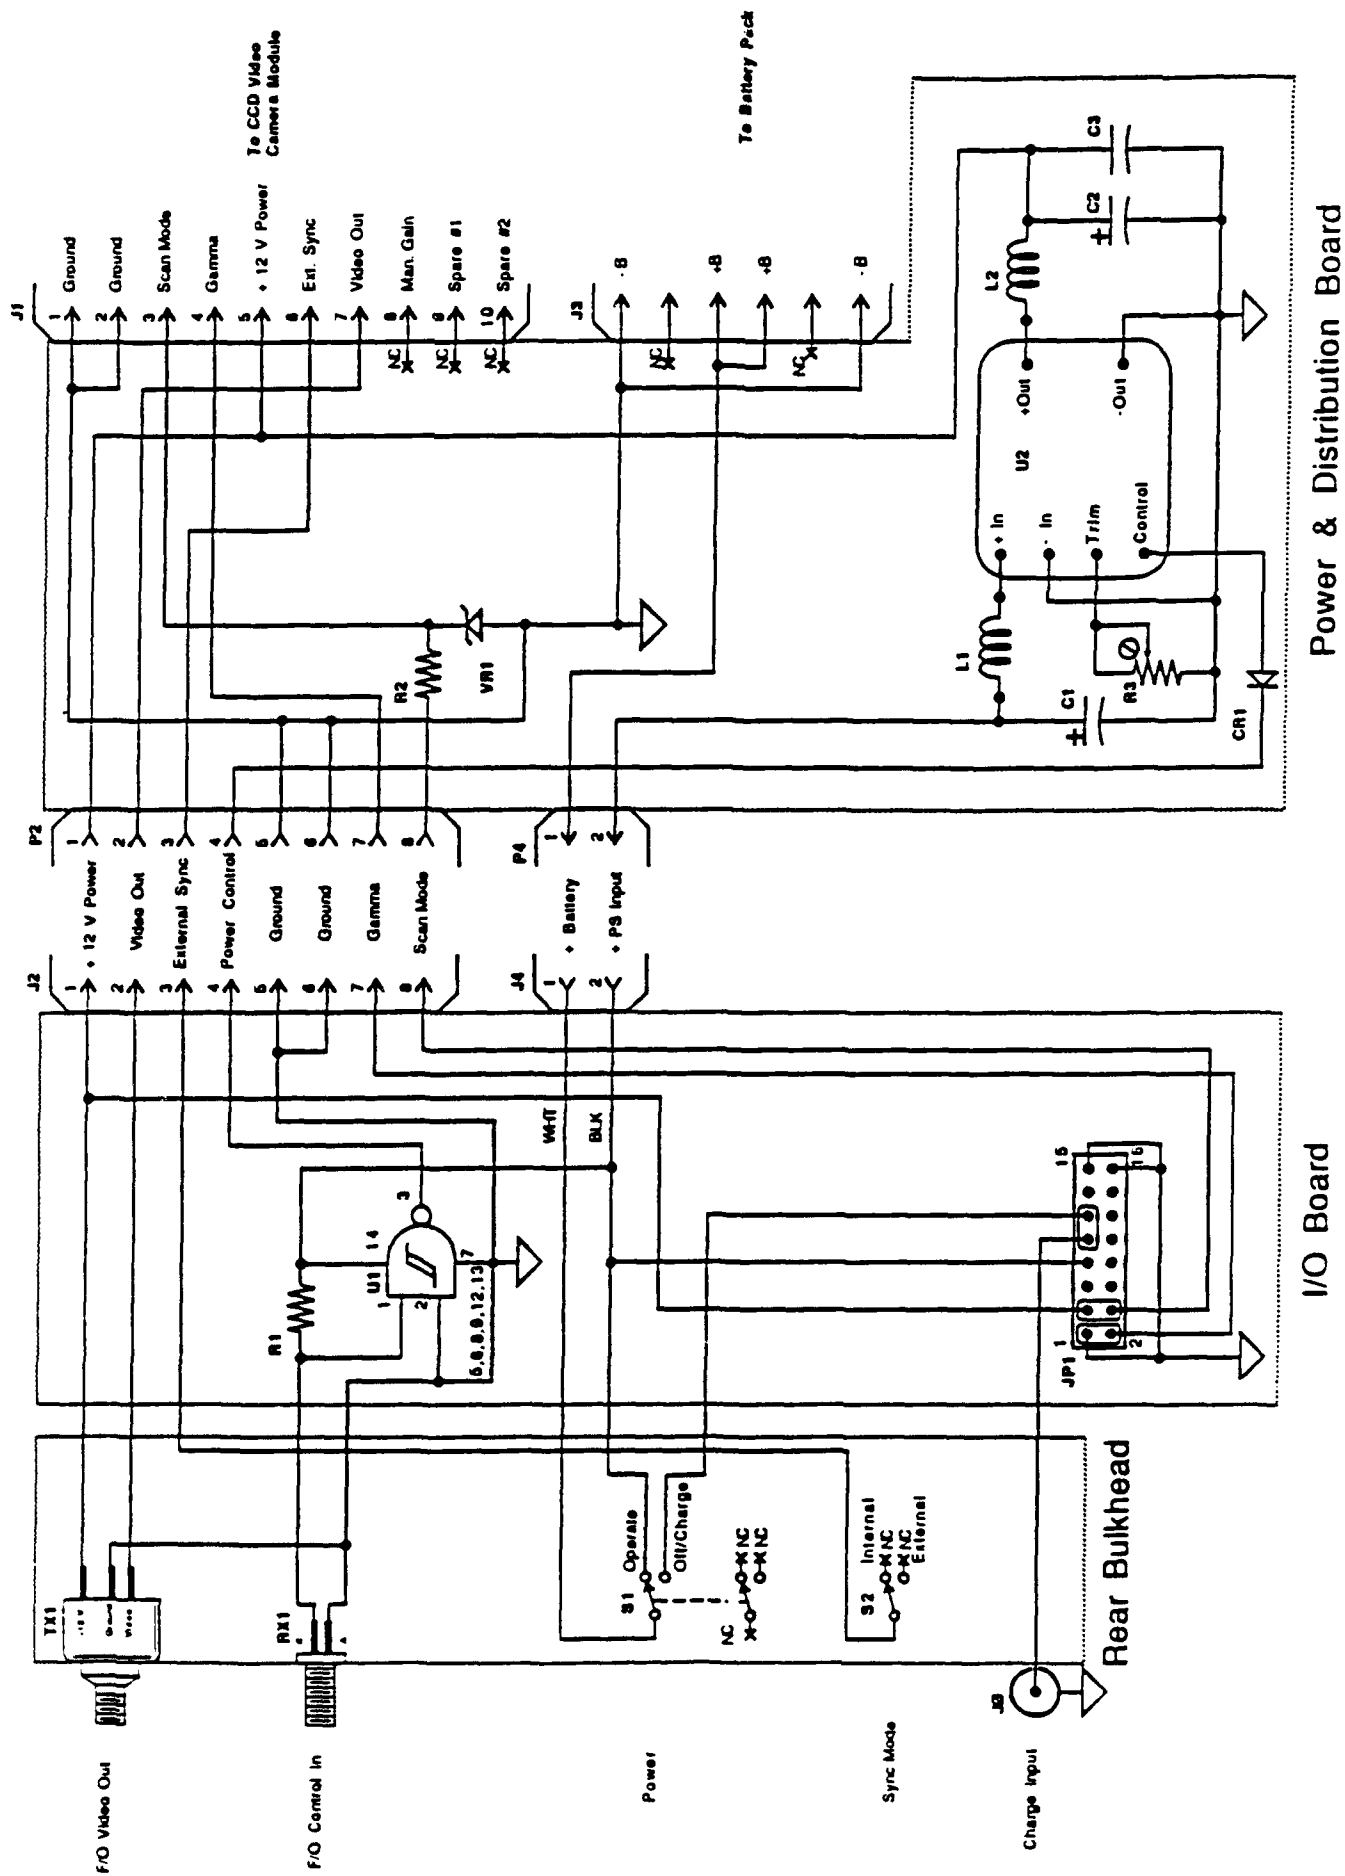 J1
1 Ground
2 Ground
3 Scan Mode
4 Gamma
5 + 12 V Power
6 Ext. Sync
7 Video Out
NC 8 Man. Gain
NC 9 Spare #1
NC 10 Spare #2
To CCD Video
Camera Module
J3
- B
NC
+B
+B
NC
- B
To Battery Pack
R2
VR1
L1
C1
R3
CR1
+ In
- In
Trim
Control
U2
+Out
-Out
L2
C2
C3
Power & Distribution Board
P2
1
2
3
4
5
6
7
8
P4
1
2
+ 12 V Power
Video Out
External Sync
Power Control
Ground
Ground
Gamma
Scan Mode
+ Battery
+ PS Input
J2
1
2
3
4
5
6
7
8
J4
1
2
WHT
BLK
R1
U1
14
3
1
2
7
5,6,8,9,12,13
15
16
1
2
JP1
I/O Board
TX1
Ground
Video
RX1
S1
Operate
Off/Charge
NC
NC
NC
S2
Internal
NC
NC
External
Rear Bulkhead
F/O Video Out
F/O Control In
Power
Sync Mode
Charge Input